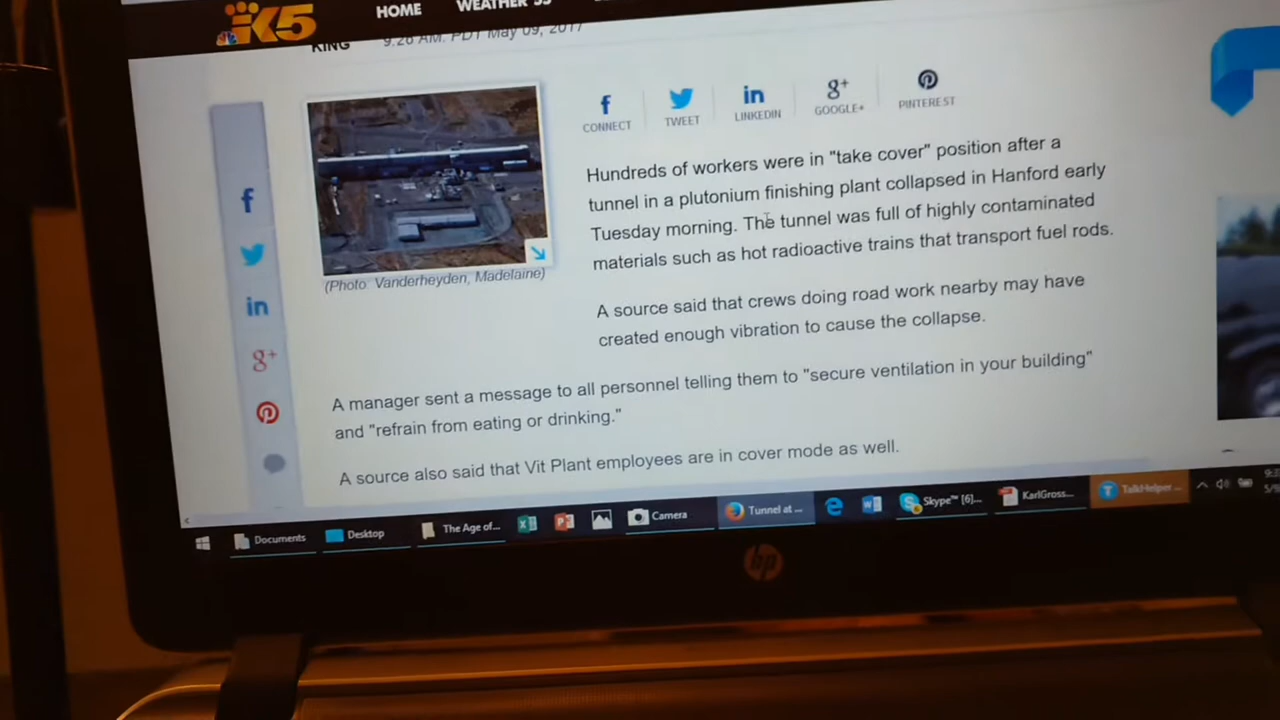 K5
HOME
WEATHER
KING 9:26 AM. PDT May 09, 2017
CONNECT
TWEET
LINKEDIN
GOOGLE+
PINTEREST
Hundreds of workers were in "take cover" position after a
tunnel in a plutonium finishing plant collapsed in Hanford early
Tuesday morning. The tunnel was full of highly contaminated
materials such as hot radioactive trains that transport fuel rods.
(Photo: Vanderheyden, Madelaine)
A source said that crews doing road work nearby may have
created enough vibration to cause the collapse.
A manager sent a message to all personnel telling them to "secure ventilation in your building"
and "refrain from eating or drinking."
A source also said that Vit Plant employees are in cover mode as well.
Documents
Desktop
The Age of...
Camera
Tunnel at ...
Skype™ [6]...
KarlGross...
TalkHelper ...
hp